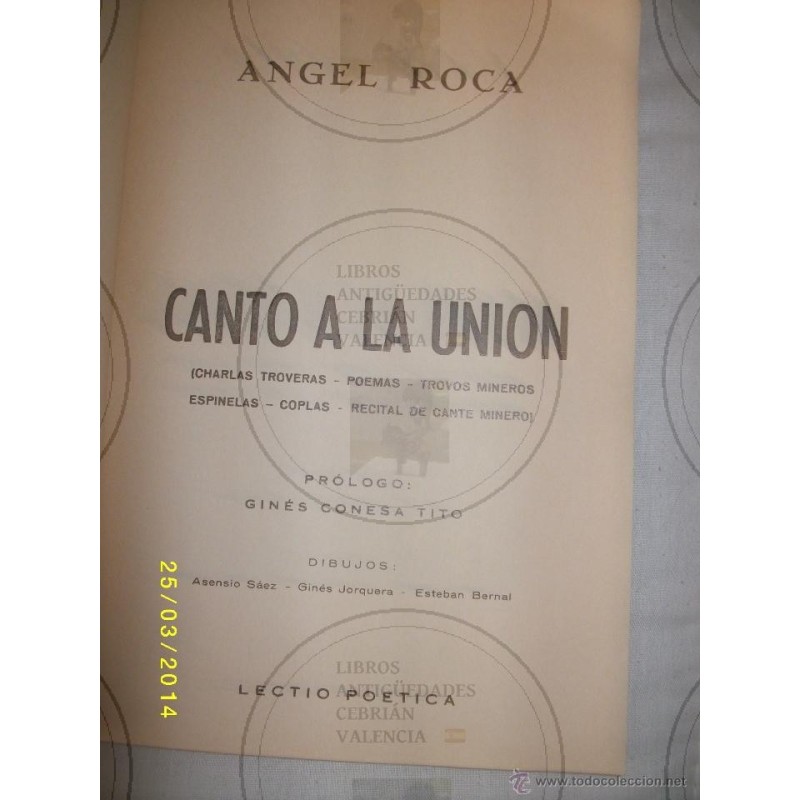 ANGEL ROCA
LIBROS
ANTIGÜEDADES
CEBRIÁN
VALENCIA
CANTO A LA UNION
(CHARLAS TROVERAS - POEMAS - TROVOS MINEROS
ESPINELAS - COPLAS - RECITAL DE CANTE MINERO)
PRÓLOGO:
GINÉS CONESA TITO
DIBUJOS:
Asensio Sáez - Ginés Jorquera - Esteban Bernal
LECTIO POETICA
LIBROS
ANTIGÜEDADES
CEBRIÁN
VALENCIA
25/03/2014
© www.todocoleccion.net